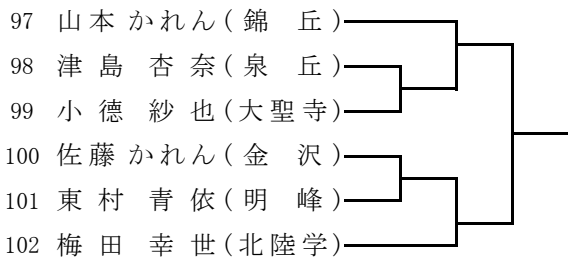 97 山本 かれん(錦 丘)
98 津島 杏奈(泉 丘)
99 小德 紗也(大聖寺)
100 佐藤 かれん(金 沢)
101 東村 青依(明 峰)
102 梅田 幸世(北陸学)